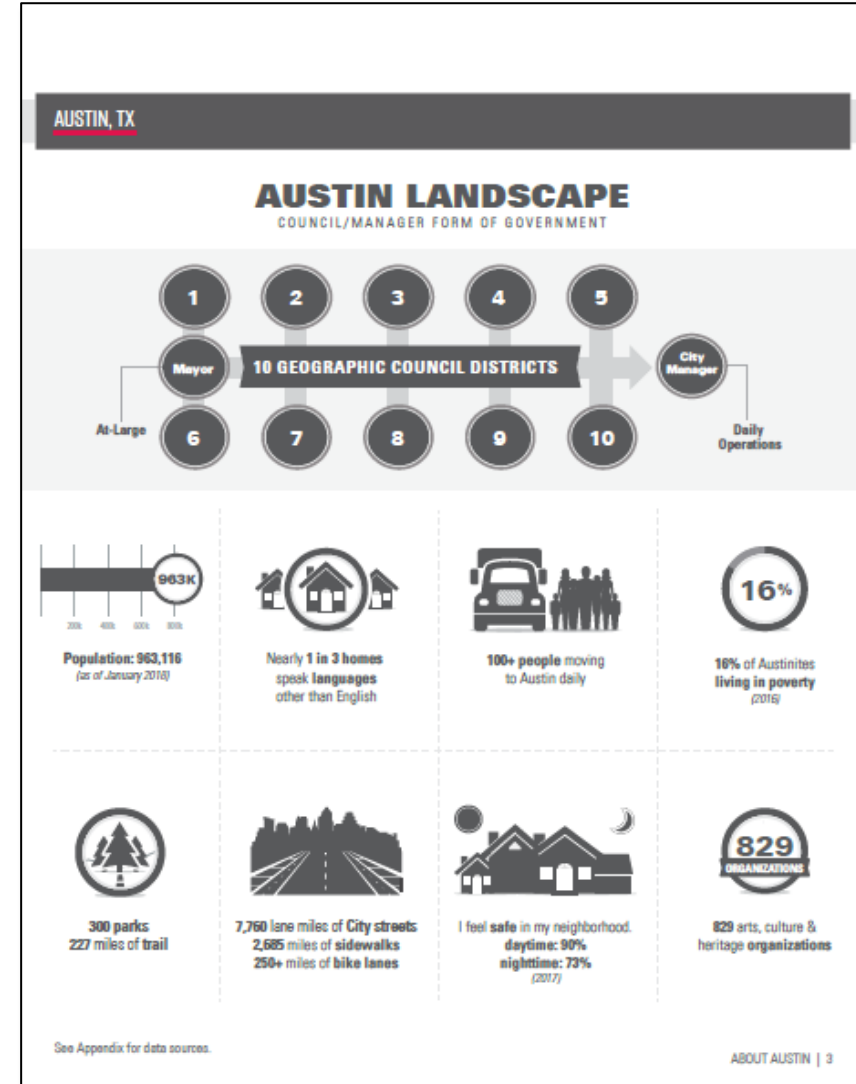 AUSTIN, TX
AUSTIN LANDSCAPE
COUNCIL/MANAGER FORM OF GOVERNMENT
1
2
3
4
5
Mayor
10 GEOGRAPHIC COUNCIL DISTRICTS
City
Manager
At-Large
6
7
8
9
10
Daily
Operations
963K
200k
400k
600k
800k
Population: 963,116
(as of January 2018)
Nearly 1 in 3 homes
speak languages
other than English
100+ people moving
to Austin daily
16%
16% of Austinites
living in poverty
(2016)
300 parks
227 miles of trail
7,760 lane miles of City streets
2,685 miles of sidewalks
250+ miles of bike lanes
I feel safe in my neighborhood.
daytime: 90%
nighttime: 73%
(2017)
829
ORGANIZATIONS
829 arts, culture &
heritage organizations
See Appendix for data sources.
ABOUT AUSTIN | 3